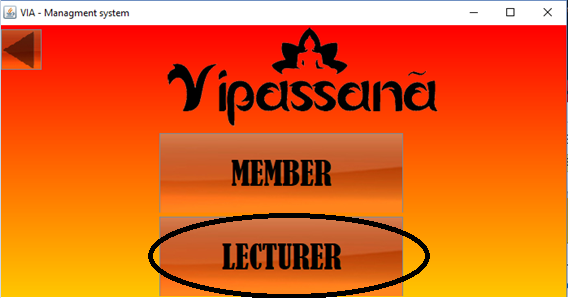 VIA - Managment system
Vipassanã
MEMBER
LECTURER